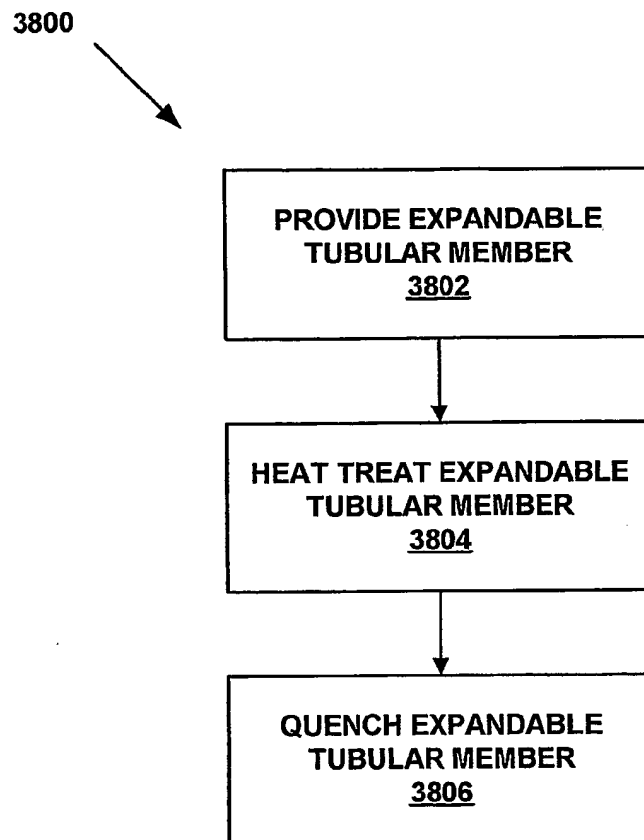 3800
PROVIDE EXPANDABLE
TUBULAR MEMBER
3802
HEAT TREAT EXPANDABLE
TUBULAR MEMBER
3804
QUENCH EXPANDABLE
TUBULAR MEMBER
3806